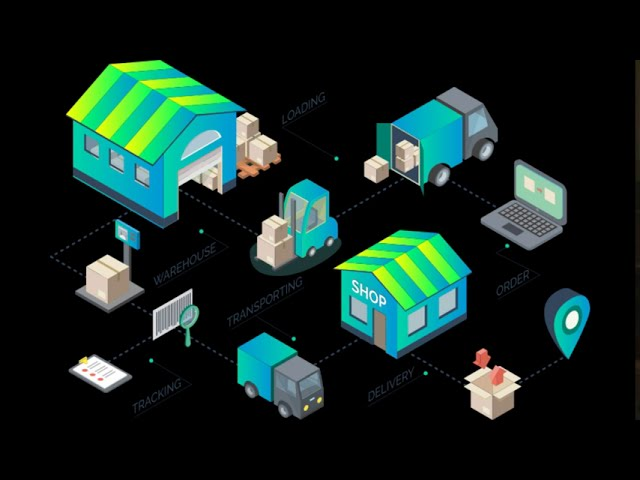 LOADING
WAREHOUSE
TRANSPORTING
ORDER
SHOP
TRACKING
DELIVERY